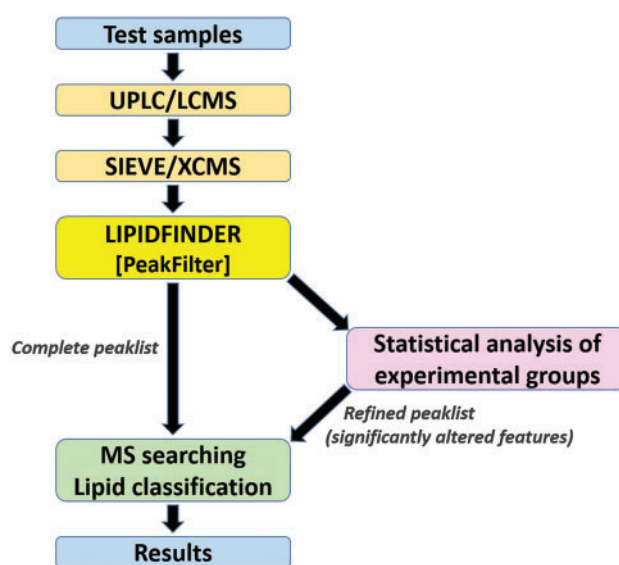 Test samples
UPLC/LCMS
SIEVE/XCMS
LIPIDFINDER
[PeakFilter]
Complete peaklist
Statistical analysis of
experimental groups
Refined peaklist
(significantly altered features)
MS searching
Lipid classification
Results